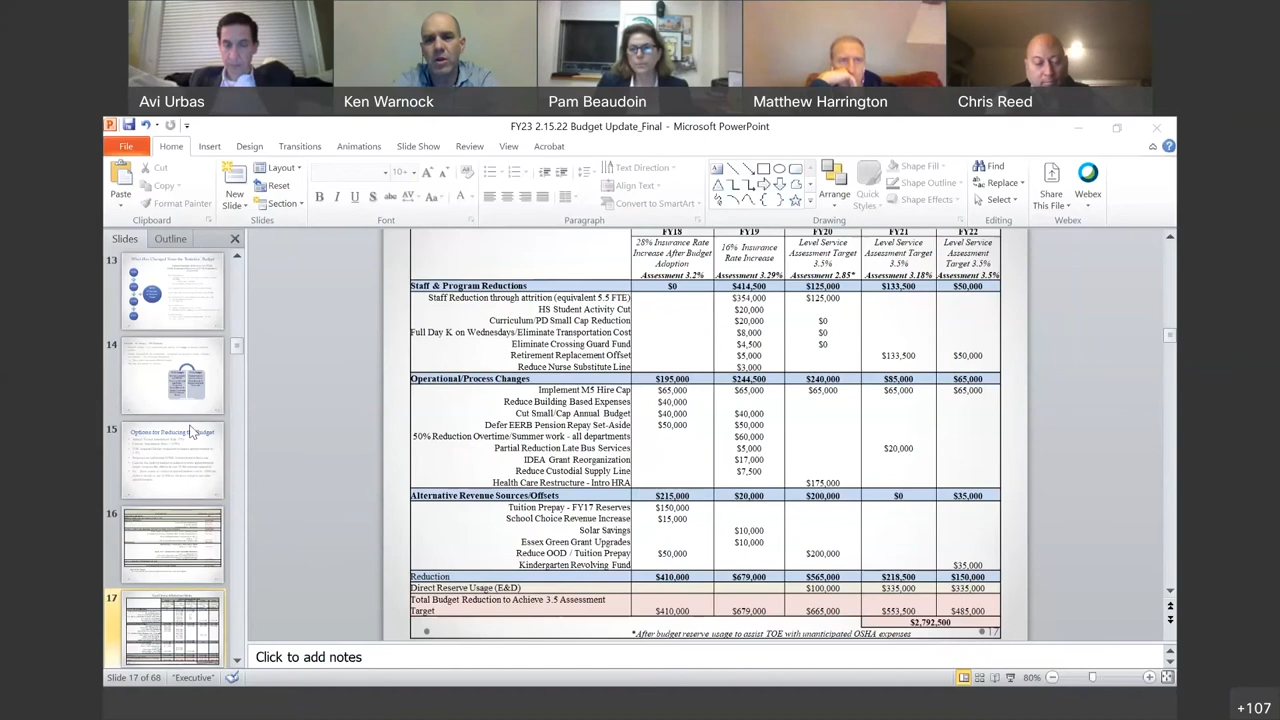 Avi Urbas
Ken Warnock
Pam Beaudoin
Matthew Harrington
Chris Reed
FY23 2.15.22 Budget Update_Final - Microsoft PowerPoint
File Home Insert Design Transitions Animations Slide Show Review View Acrobat
Paste Cut Copy Format Painter
Clipboard
New Slide Layout Reset Section
Slides
10
B I U S abc AV Aa A
Font
Text Direction
Align Text
Convert to SmartArt
Paragraph
Arrange Quick Styles Shape Fill Shape Outline Shape Effects
Drawing
Find Replace Select
Editing
Share This File Webex
Webex
Slides Outline
13
14
15
Options for Reducing the Budget
16
17
FY18 FY19 FY20 FY21 FY22
28% Insurance Rate Increase After Budget Adoption
Assessment 3.2%
16% Insurance Rate Increase
Assessment 3.29%
Level Service Assessment Target 3.5%
Assessment 2.85*
Level Service Assessment Target 3.5%
Assessment 3.18%
Level Service Assessment Target 3.5%
Assessment 3.5%
Staff & Program Reductions $0 $414,500 $125,000 $133,500 $50,000
Staff Reduction through attrition (equivalent 5.6 FTE) $354,000 $125,000
HS Student Activity Cut $20,000
Curriculum/PD Small Cap Reduction $20,000 $0
Full Day K on Wednesdays/Eliminate Transportation Cost $8,000 $0
Eliminate Crossing Guard Fund $4,500 $0
Retirement Replacement Offset $5,000 $133,500 $50,000
Reduce Nurse Substitute Line $3,000
Operational/Process Changes $195,000 $244,500 $240,000 $85,000 $65,000
Implement M5 Hire Cap $65,000 $65,000 $65,000 $65,000 $65,000
Reduce Building Based Expenses $40,000
Cut Small/Cap Annual Budget $40,000 $40,000
Defer EERB Pension Prepay Set-aside $50,000 $50,000
50% Reduction Overtime/Summer work - all departments $60,000
Partial Reduction Late Bus Services $5,000 $20,000
IDEA Grant Reorganization $17,000
Reduce Custodial Supply Line $7,500
Health Care Restructure - Intro HRA $175,000
Alternative Revenue Sources/Offsets $215,000 $20,000 $200,000 $0 $35,000
Tuition Prepay - FY17 Reserves $150,000
School Choice Revenue Increase $15,000
Solar Savings $10,000
Essex Green Grant Upgrades $10,000
Reduce OOD / Tuition Prepay $50,000 $200,000
Kindergarten Revolving Fund $35,000
Reduction $410,000 $679,000 $565,000 $218,500 $150,000
Direct Reserve Usage (E&D) $100,000 $335,000 $335,000
Total Budget Reduction to Achieve 3.5 Assessment
Target $410,000 $679,000 $665,000 $553,500 $485,000
$2,792,500
*After budget reserve usage to assist TOE with unanticipated OSHA expenses
17
Click to add notes
Slide 17 of 68 "Executive" 80%
+107